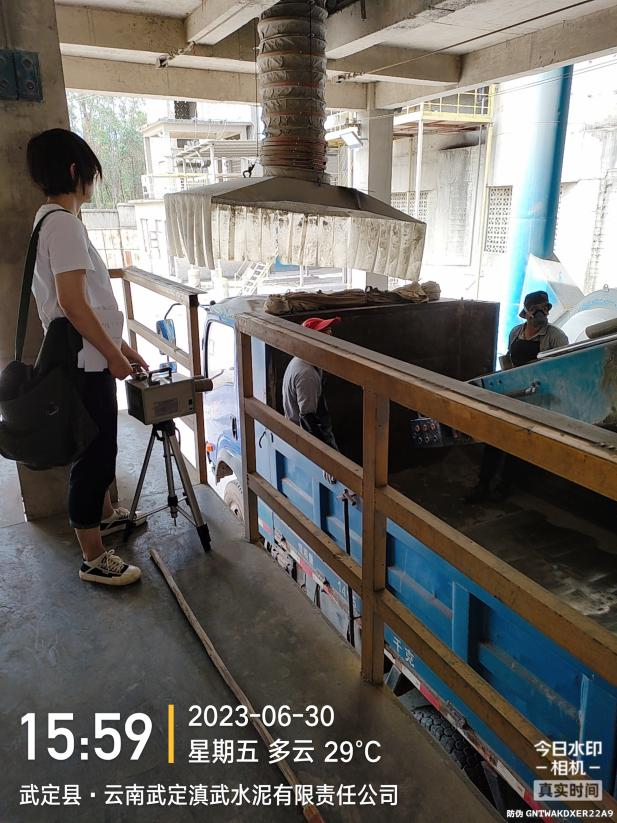 千克
15:59
2023-06-30
星期五 多云 29°C
武定县·云南武定滇武水泥有限责任公司
今日水印
-相机-
真实时间
防伪 GNTWAKDXER22A9